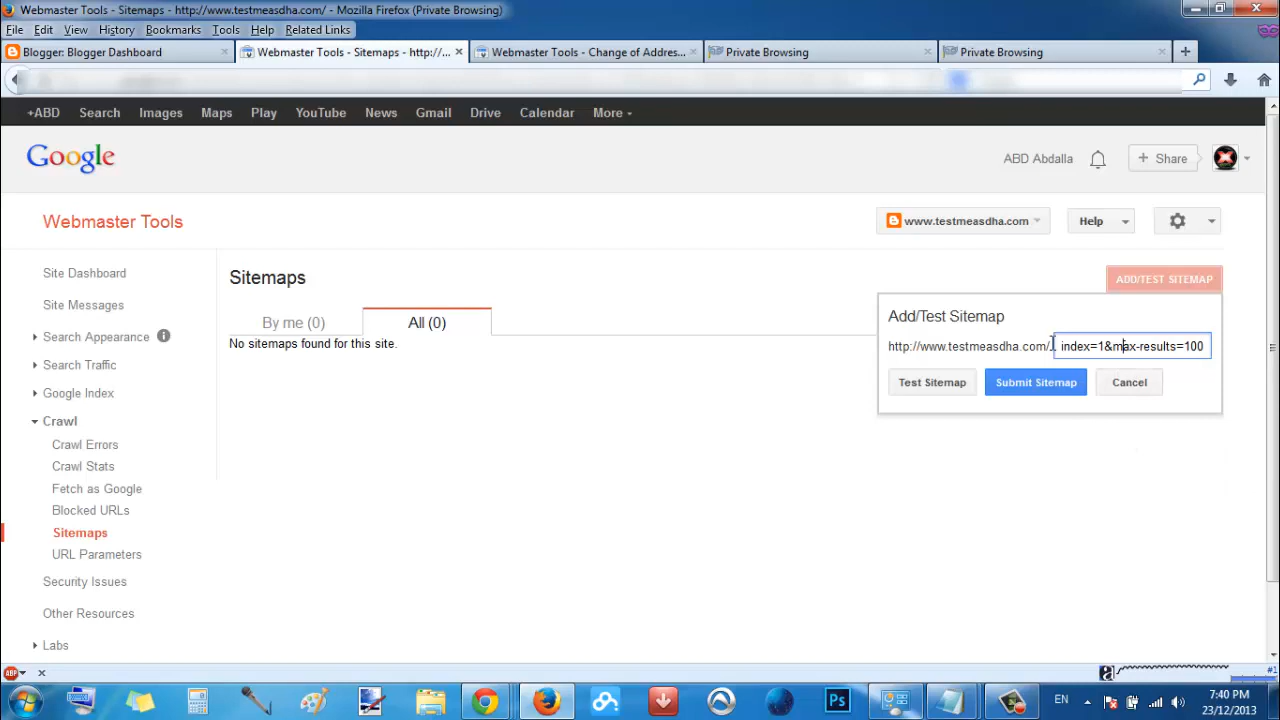 Webmaster Tools - Sitemaps - http://www.testmeasdha.com/ - Mozilla Firefox (Private Browsing)
File Edit View History Bookmarks Tools Help Related Links
Blogger: Blogger Dashboard
Webmaster Tools - Sitemaps - http://...
Webmaster Tools - Change of Addres...
Private Browsing
Private Browsing
+ABD Search Images Maps Play YouTube News Gmail Drive Calendar More
Google
ABD Abdalla
+ Share
Webmaster Tools
www.testmeasdha.com
Help
Site Dashboard
Site Messages
Search Appearance
Search Traffic
Google Index
Crawl
Crawl Errors
Crawl Stats
Fetch as Google
Blocked URLs
Sitemaps
URL Parameters
Security Issues
Other Resources
Labs
Sitemaps
ADD/TEST SITEMAP
By me (0)
All (0)
No sitemaps found for this site.
Add/Test Sitemap
http://www.testmeasdha.com/ index=1&max-results=100
Test Sitemap
Submit Sitemap
Cancel
ABP
#1
Ps
EN
7:40 PM
23/12/2013